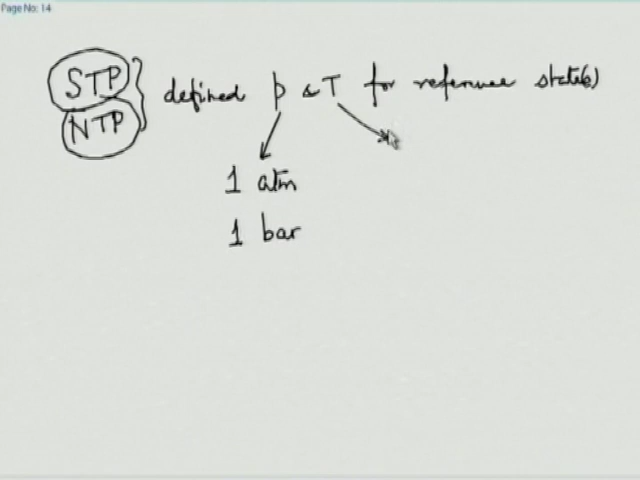 Page No: 14
STP } defined p & T for reference state(s)
NTP
1 atm
1 bar